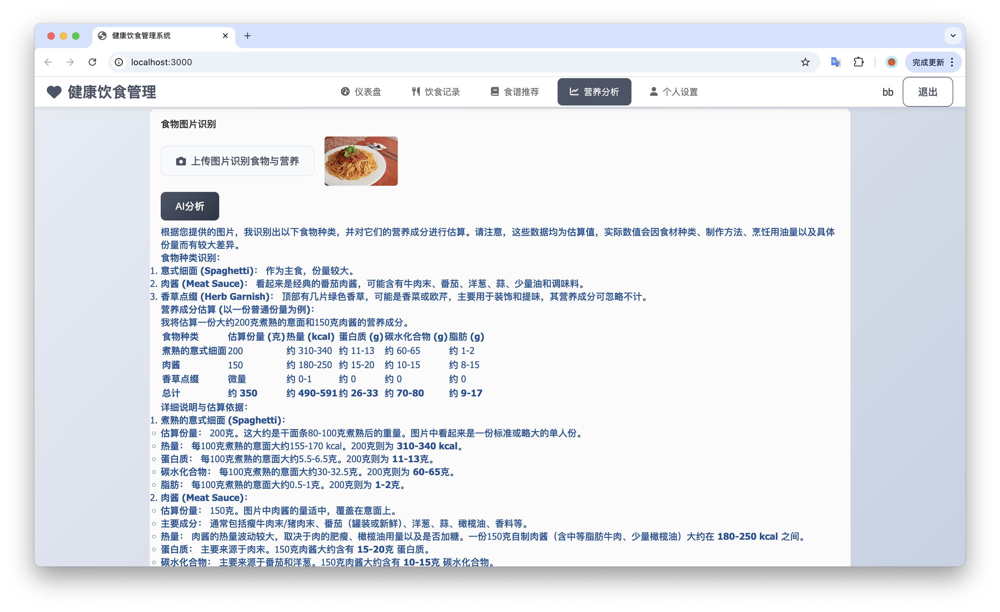 健康饮食管理系统
localhost:3000
完成更新
健康饮食管理
仪表盘
饮食记录
食谱推荐
营养分析
个人设置
bb
退出
食物图片识别
上传图片识别食物与营养
AI分析
根据您提供的图片，我识别出以下食物种类，并对它们的营养成分进行估算。请注意，这些数据均为估算值，实际数值会因食材种类、制作方法、烹饪用油量以及具体
份量而有较大差异。
食物种类识别：
1. 意式细面 (Spaghetti)： 作为主食，份量较大。
2. 肉酱 (Meat Sauce)： 看起来是经典的番茄肉酱，可能含有牛肉末、番茄、洋葱、蒜、少量油和调味料。
3. 香草点缀 (Herb Garnish)： 顶部有几片绿色香草，可能是香菜或欧芹，主要用于装饰和提味，其营养成分可忽略不计。
营养成分估算 (以一份普通份量为例)：
我将估算一份大约200克煮熟的意面和150克肉酱的营养成分。
食物种类 估算份量 (克) 热量 (kcal) 蛋白质 (g) 碳水化合物 (g) 脂肪 (g)
煮熟的意式细面 200 约 310-340 约 11-13 约 60-65 约 1-2
肉酱 150 约 180-250 约 15-20 约 10-15 约 8-15
香草点缀 微量 约 0-1 约 0 约 0 约 0
总计 约 350 约 490-591 约 26-33 约 70-80 约 9-17
详细说明与估算依据：
1. 煮熟的意式细面 (Spaghetti)：
○ 估算份量： 200克。这大约是干面条80-100克煮熟后的重量。图片中看起来是一份标准或略大的单人份。
○ 热量： 每100克煮熟的意面大约155-170 kcal。200克则为 310-340 kcal。
○ 蛋白质： 每100克煮熟的意面大约5.5-6.5克。200克则为 11-13克。
○ 碳水化合物： 每100克煮熟的意面大约30-32.5克。200克则为 60-65克。
○ 脂肪： 每100克煮熟的意面大约0.5-1克。200克则为 1-2克。
2. 肉酱 (Meat Sauce)：
○ 估算份量： 150克。图片中肉酱的量适中，覆盖在意面上。
○ 主要成分： 通常包括瘦牛肉末/猪肉末、番茄（罐装或新鲜）、洋葱、蒜、橄榄油、香料等。
○ 热量： 肉酱的热量波动较大，取决于肉的肥瘦、橄榄油用量以及是否加糖。一份150克自制肉酱（含中等脂肪牛肉、少量橄榄油）大约在 180-250 kcal 之间。
○ 蛋白质： 主要来源于肉末。150克肉酱大约含有 15-20克 蛋白质。
○ 碳水化合物： 主要来源于番茄和洋葱。150克肉酱大约含有 10-15克 碳水化合物。